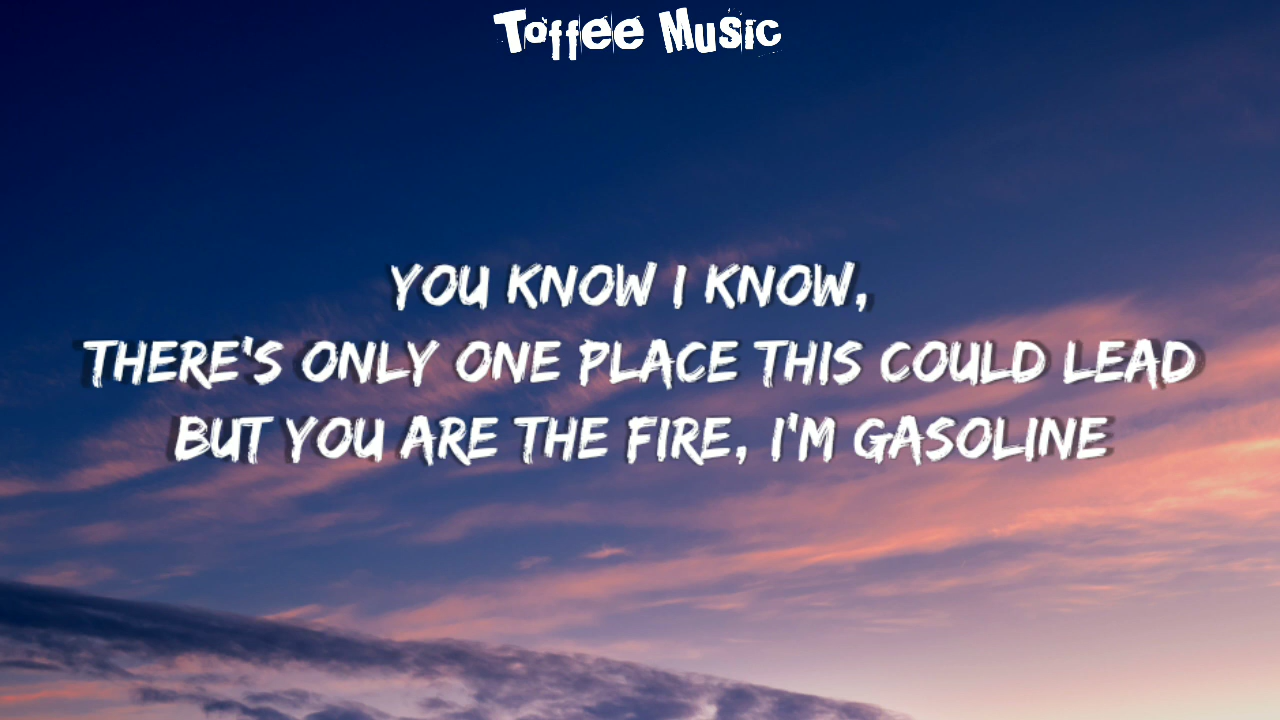 Toffee Music
YOU KNOW I KNOW,
THERE'S ONLY ONE PLACE THIS COULD LEAD
BUT YOU ARE THE FIRE, I'M GASOLINE